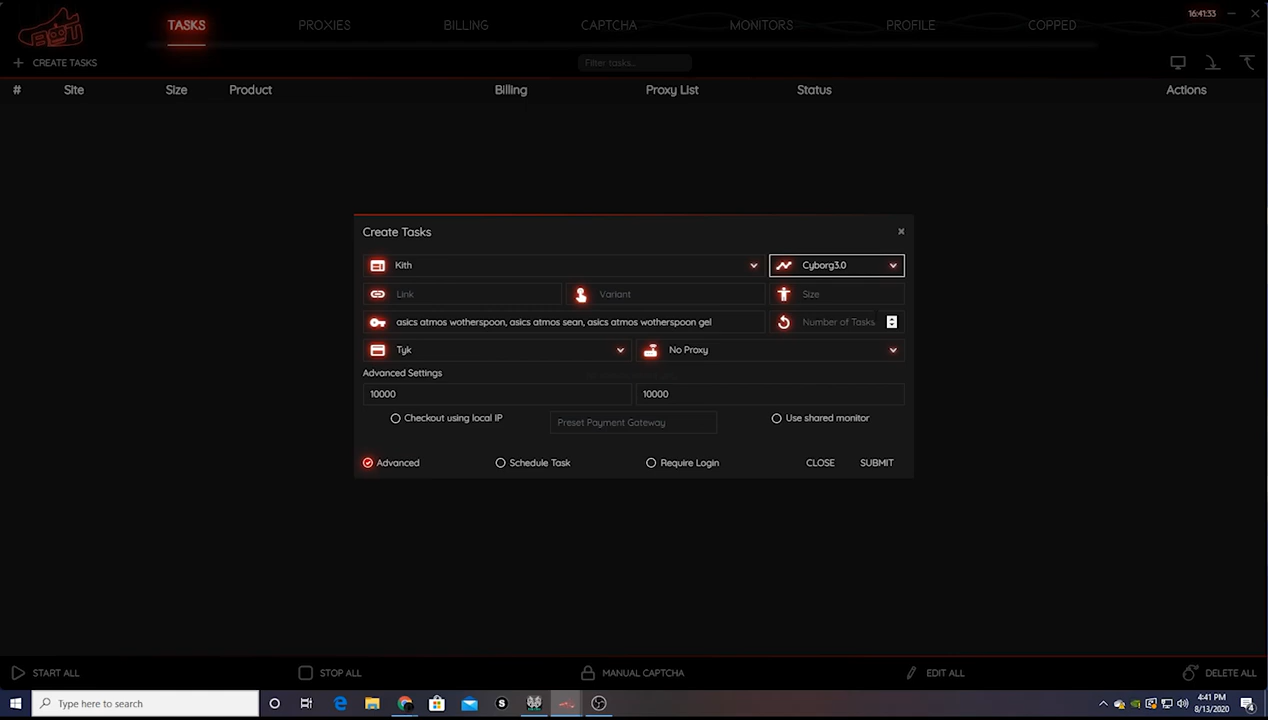 TASKS PROXIES BILLING CAPTCHA MONITORS PROFILE COPPED 16:41:33
CREATE TASKS Filter tasks...
# Site Size Product Billing Proxy List Status Actions
Create Tasks
Kith Cyborg3.0
Link Variant Size
asics atmos wotherspoon, asics atmos sean, asics atmos wotherspoon gel Number of Tasks
Tyk No Proxy
Advanced Settings
10000 10000
Checkout using local IP Preset Payment Gateway Use shared monitor
Advanced Schedule Task Require Login CLOSE SUBMIT
START ALL STOP ALL MANUAL CAPTCHA EDIT ALL DELETE ALL
Type here to search 4:41 PM
8/13/2020